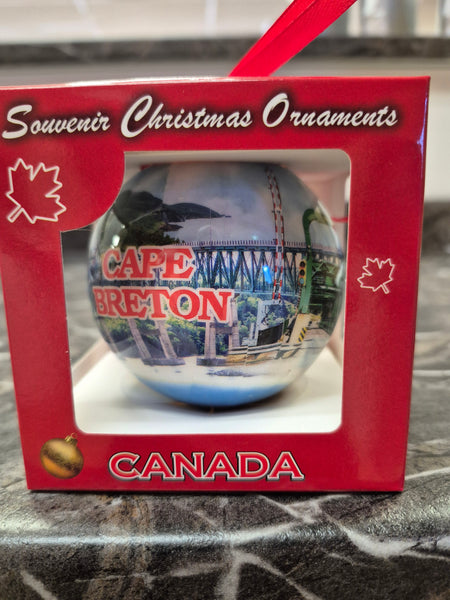 Souvenir Christmas Ornaments
CAPE
BRETON
CANADA